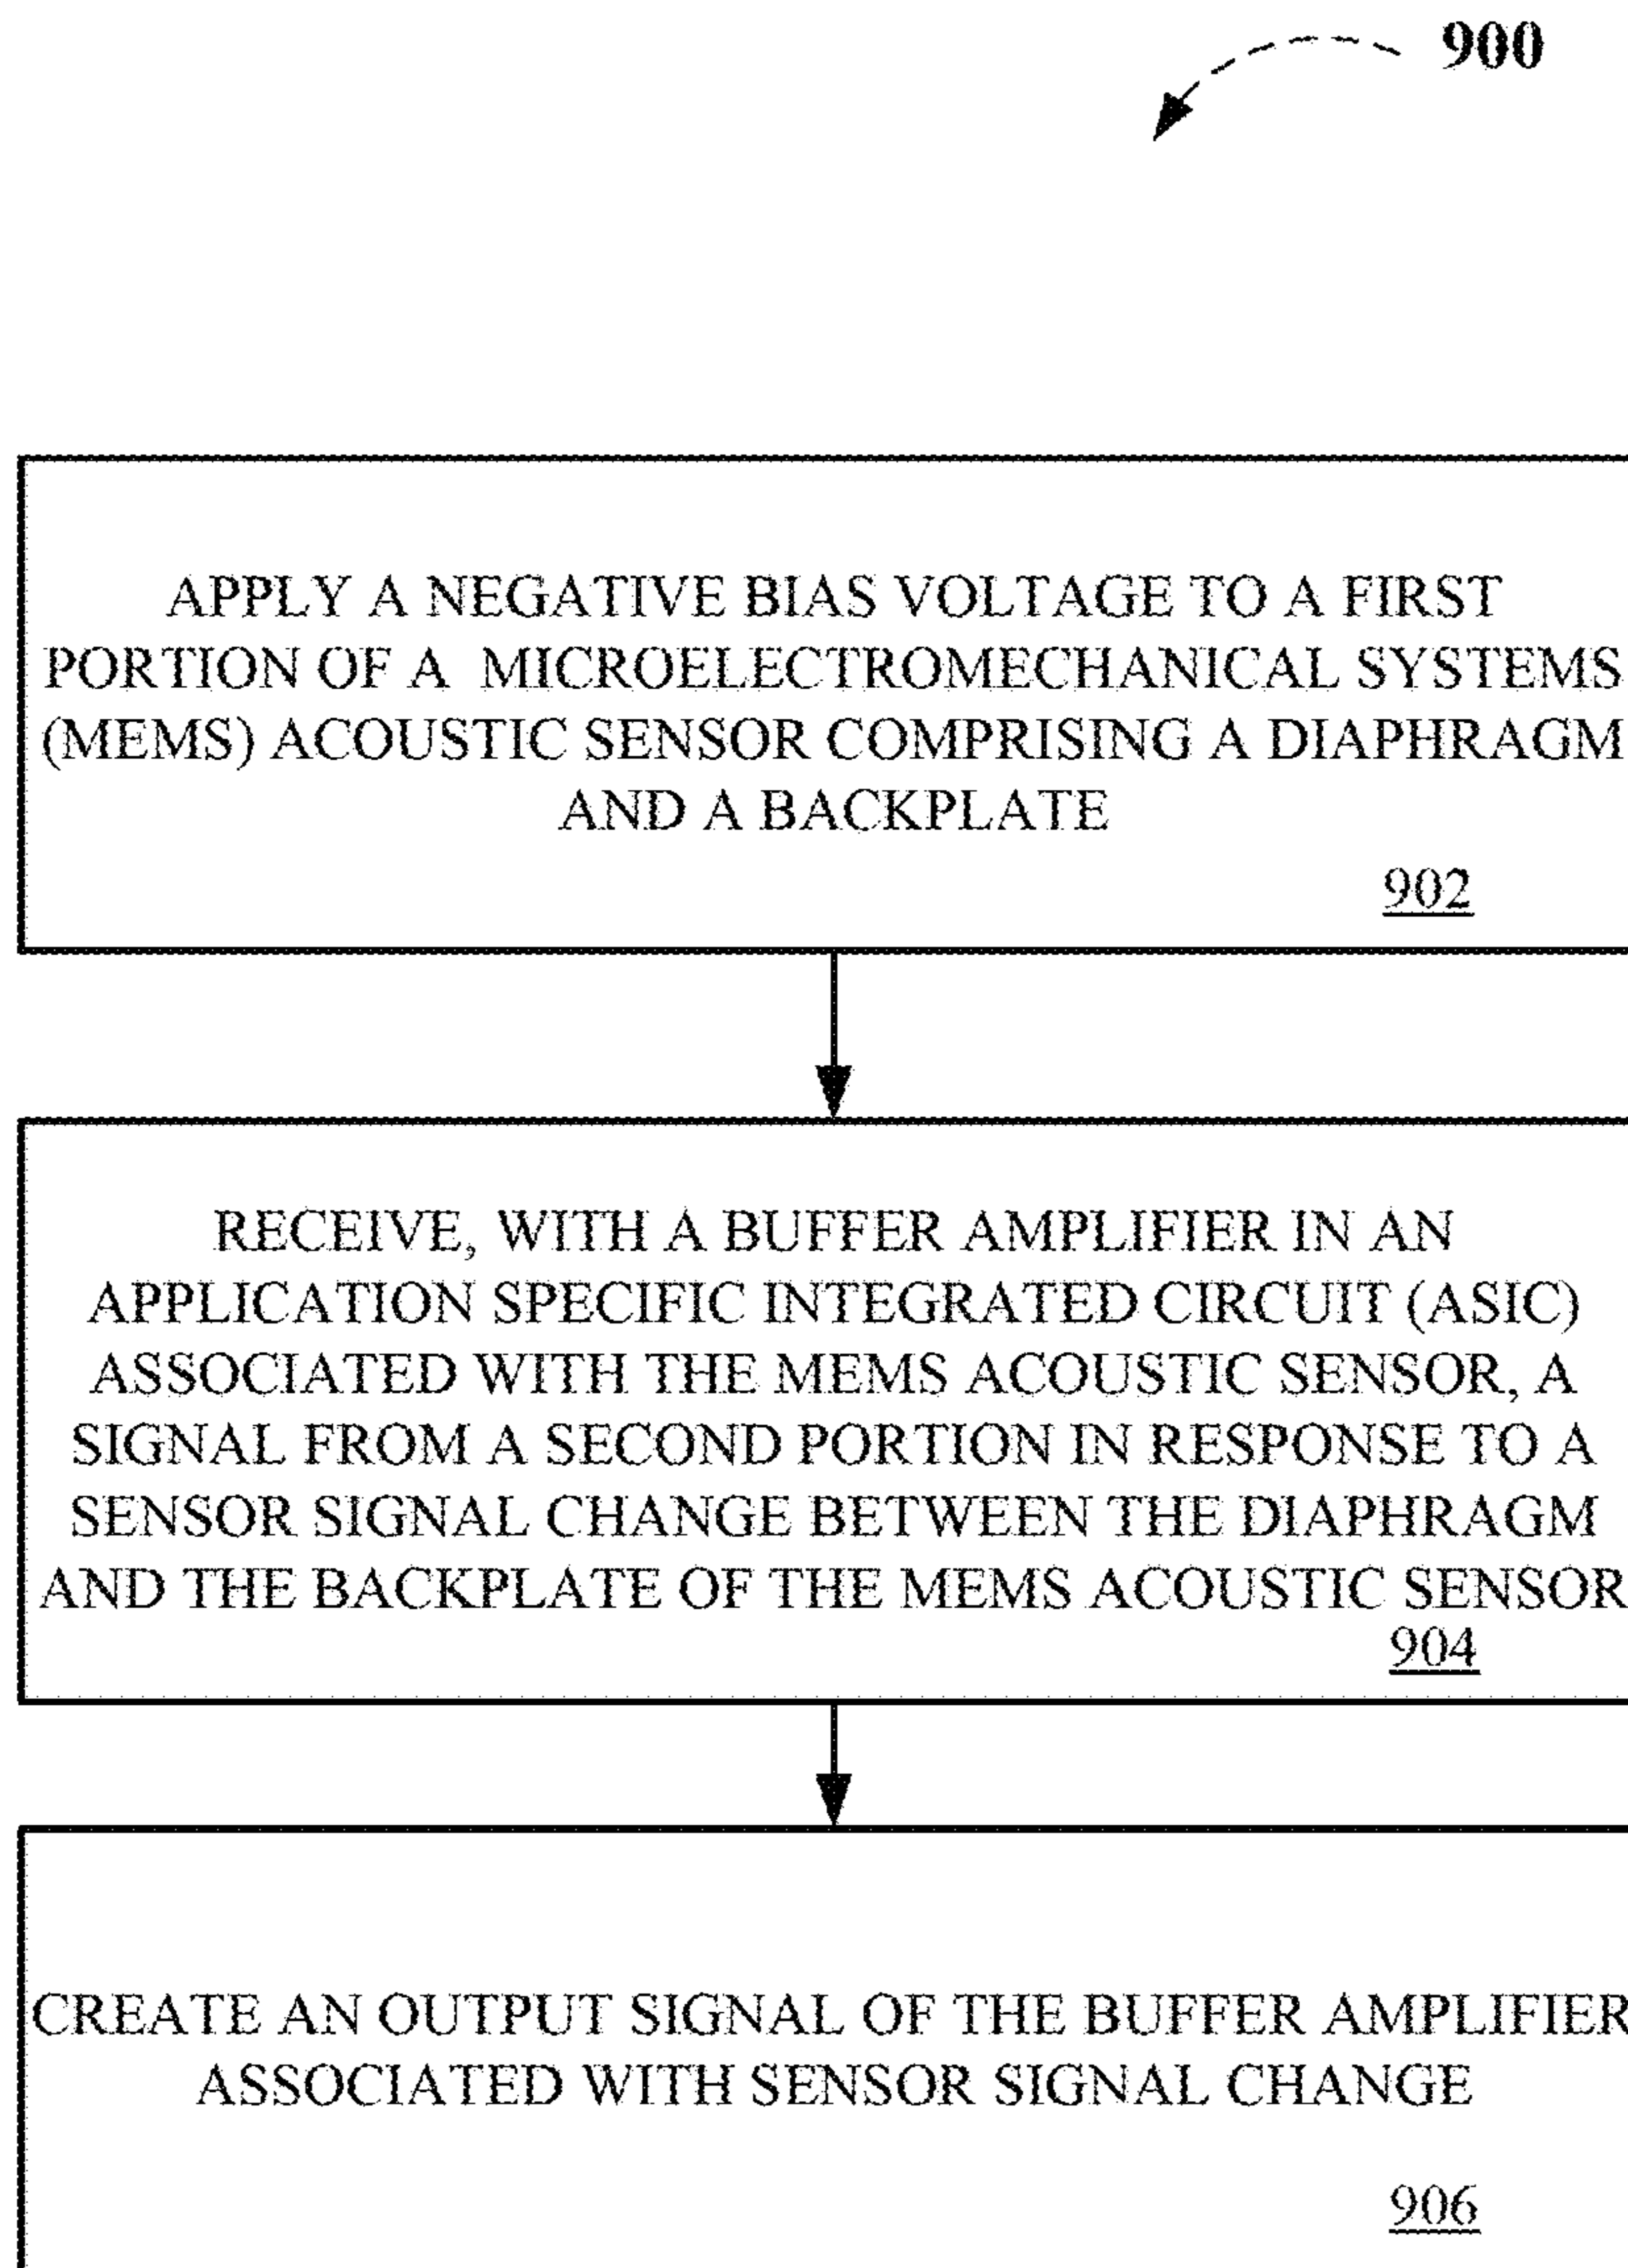 900
APPLY A NEGATIVE BIAS VOLTAGE TO A FIRST
PORTION OF A MICROELECTROMECHANICAL SYSTEMS
(MEMS) ACOUSTIC SENSOR COMPRISING A DIAPHRAGM
AND A BACKPLATE
902
RECEIVE, WITH A BUFFER AMPLIFIER IN AN
APPLICATION SPECIFIC INTEGRATED CIRCUIT (ASIC)
ASSOCIATED WITH THE MEMS ACOUSTIC SENSOR, A
SIGNAL FROM A SECOND PORTION IN RESPONSE TO A
SENSOR SIGNAL CHANGE BETWEEN THE DIAPHRAGM
AND THE BACKPLATE OF THE MEMS ACOUSTIC SENSOR
904
CREATE AN OUTPUT SIGNAL OF THE BUFFER AMPLIFIER
ASSOCIATED WITH SENSOR SIGNAL CHANGE
906